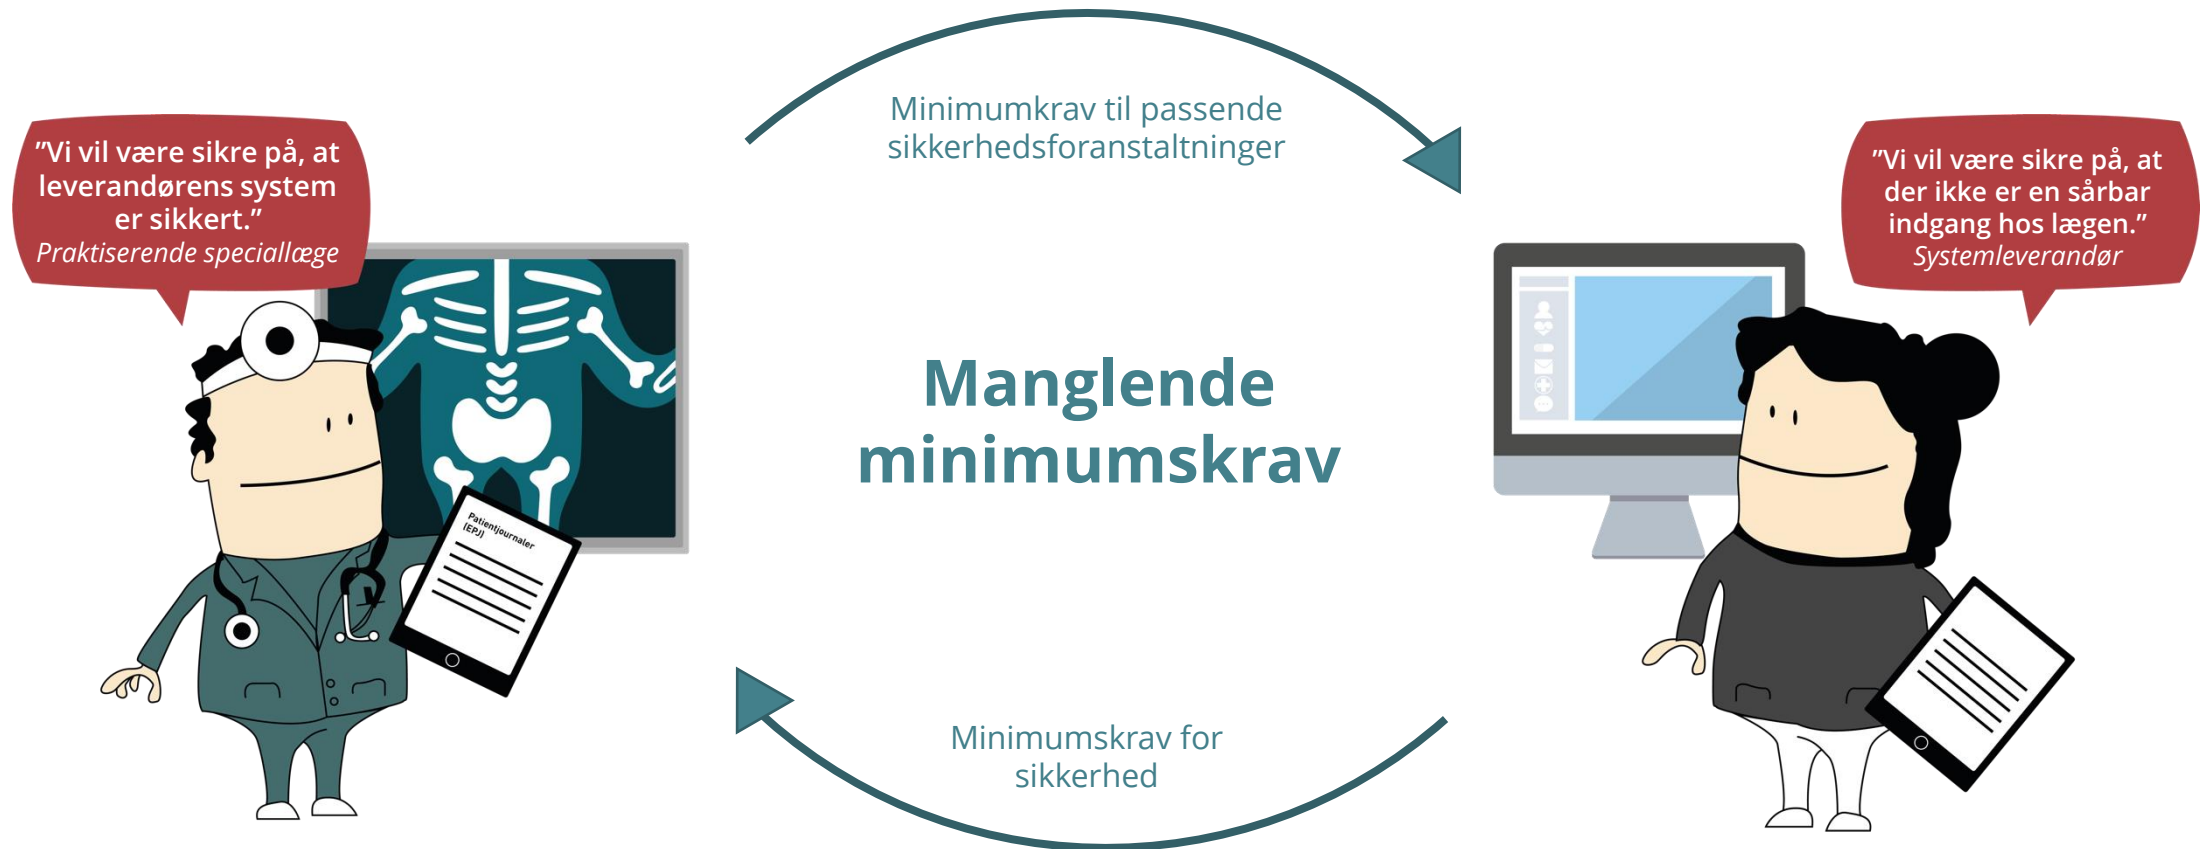 Minimumkrav til passende
sikkerhedsforanstaltninger
”Vi vil være sikre på, at
leverandørens system
er sikkert.”
Praktiserende speciallæge
”Vi vil være sikre på, at
der ikke er en sårbar
indgang hos lægen.”
Systemleverandør
Manglende
minimumskrav
Patientjournaler
(EPJ)
Minimumskrav for
sikkerhed